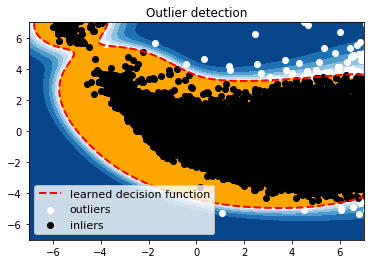 Outlier detection
6
4
2
0
−2
−4
−6
learned decision function
outliers
inliers
−6 −4 −2 0 2 4 6